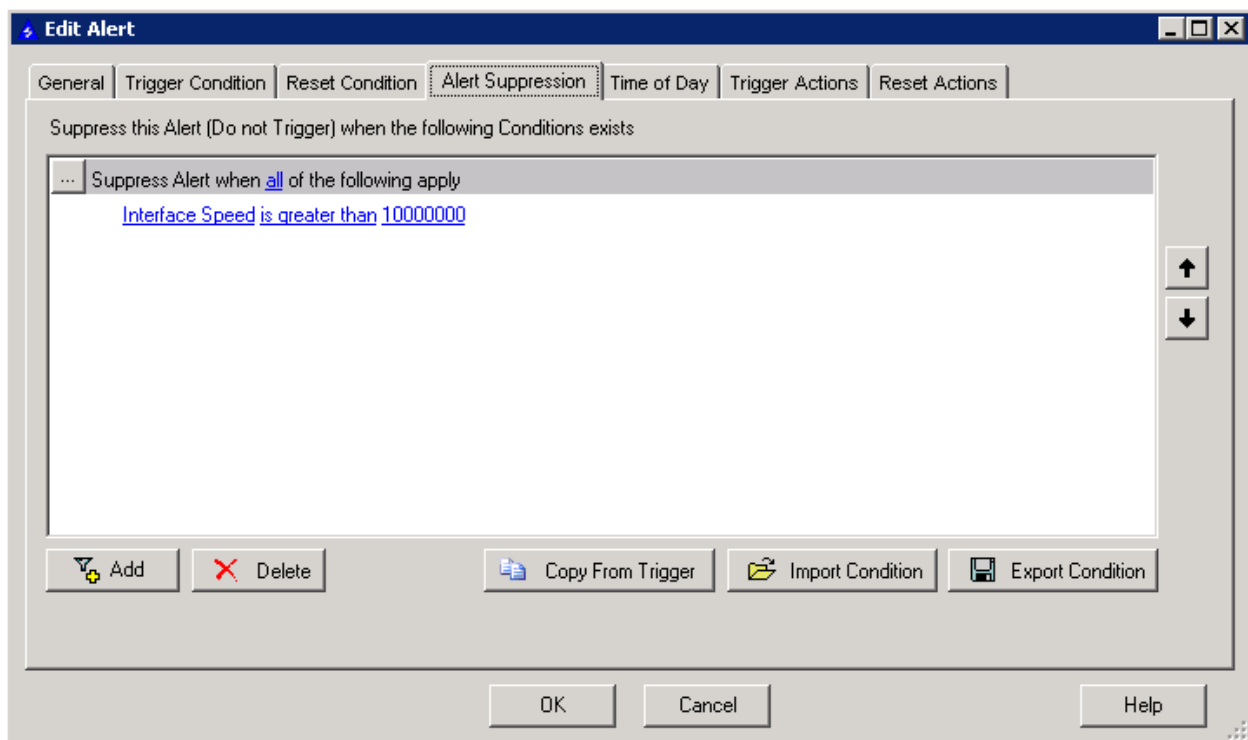 Edit Alert
General Trigger Condition Reset Condition Alert Suppression Time of Day Trigger Actions Reset Actions
Suppress this Alert (Do not Trigger) when the following Conditions exists
... Suppress Alert when all of the following apply
Interface Speed is greater than 10000000
Add Delete Copy From Trigger Import Condition Export Condition
OK Cancel Help